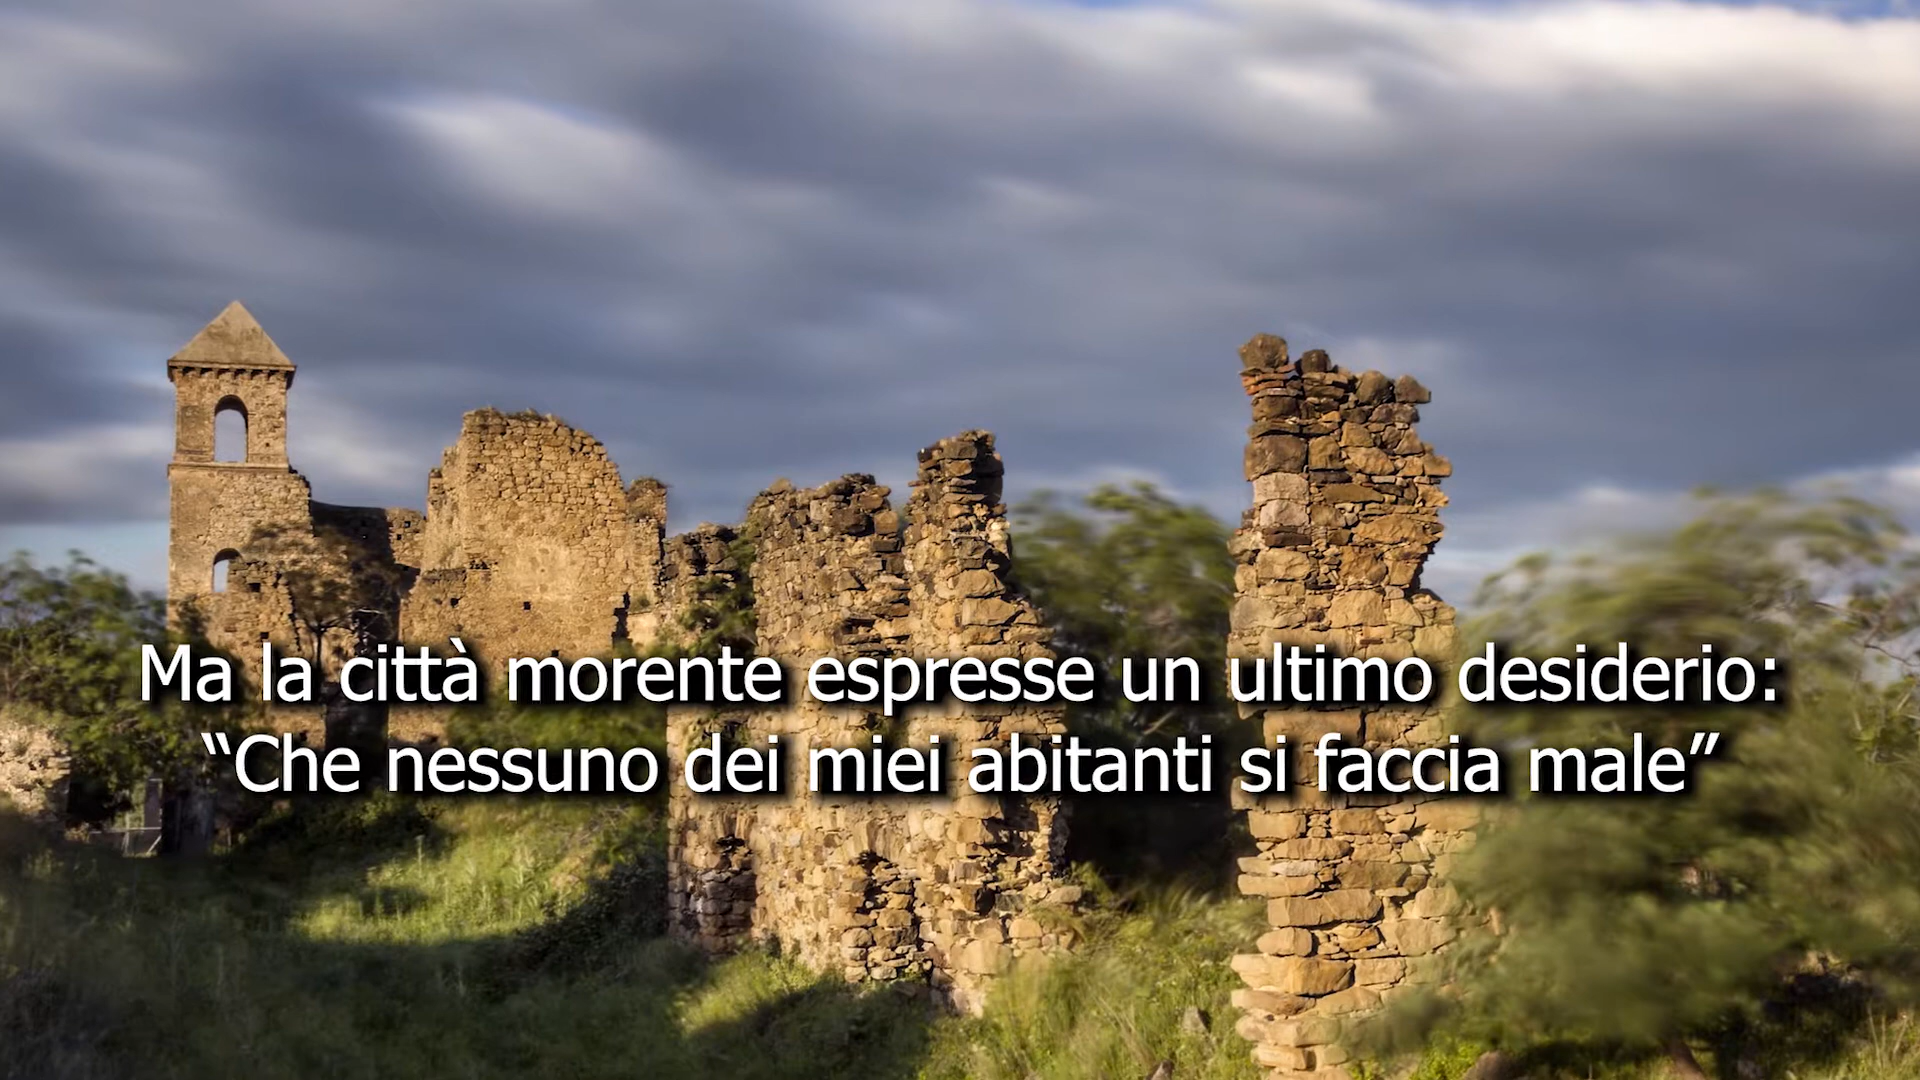 Ma la città morente espresse un ultimo desiderio:
“Che nessuno dei miei abitanti si faccia male”